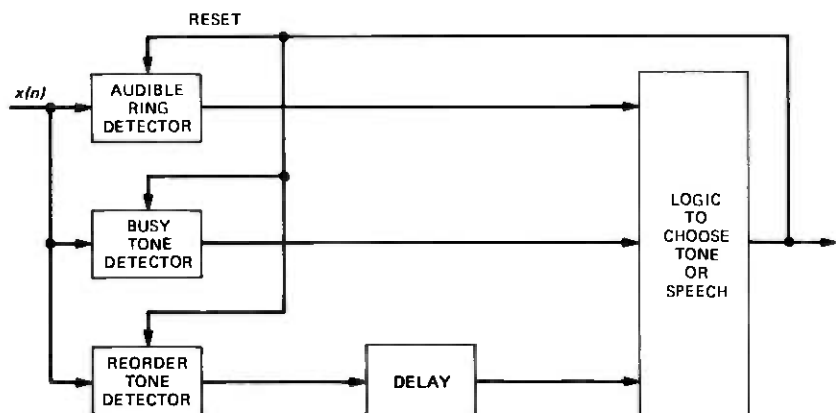 RESET
x(n)
AUDIBLE
RING
DETECTOR
BUSY
TONE
DETECTOR
REORDER
TONE
DETECTOR
DELAY
LOGIC
TO
CHOOSE
TONE
OR
SPEECH